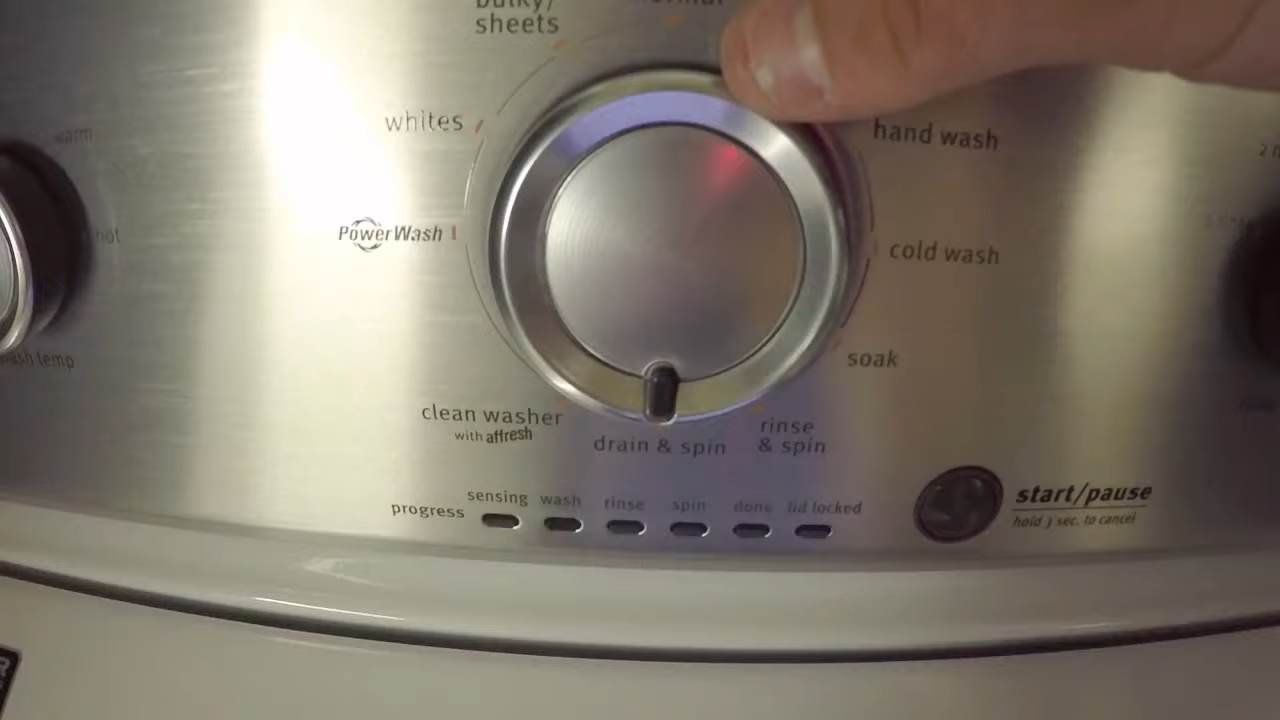 bulky/
sheets
normal
warm
whites
hand wash
hot
PowerWash
cold wash
wash temp
soak
clean washer
with affresh
drain & spin
rinse
& spin
progress
sensing
wash
rinse
spin
done
lid locked
start/pause
hold 3 sec. to cancel